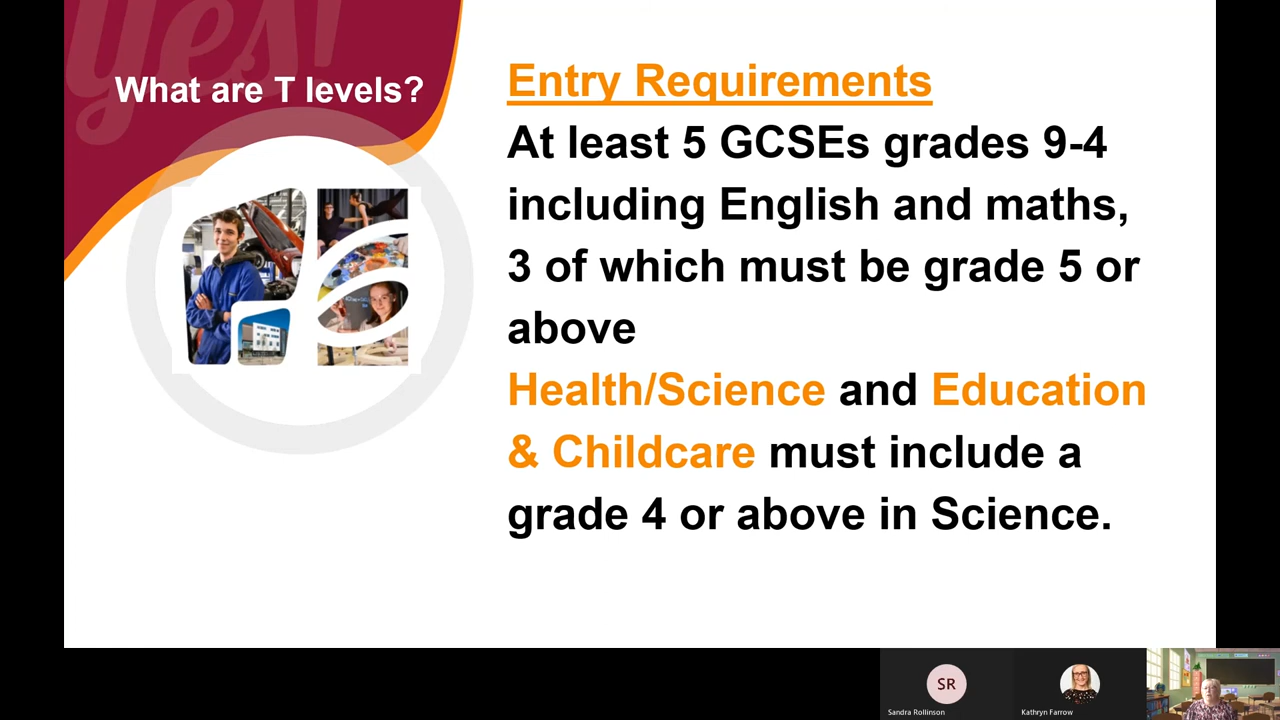 yes!
What are T levels?
Entry Requirements
At least 5 GCSEs grades 9-4
including English and maths,
3 of which must be grade 5 or
above
Health/Science and Education
& Childcare must include a
grade 4 or above in Science.
SR
Sandra Rollinson
Kathryn Farrow